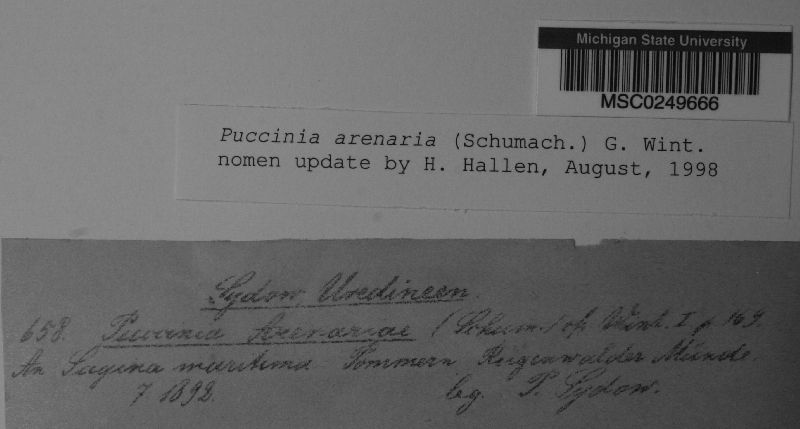 Michigan State University
MSC0249666
Puccinia arenaria (Schumach.) G. Wint.
nomen update by H. Hallen, August, 1998
Sydow, Uredineen.
658. Puccinia Arenariae (Schum.) cf. Wint. I p. 169.
An Sagina maritima Pommern Rügenwalder Münde.
7 1892. leg. P. Sydow.